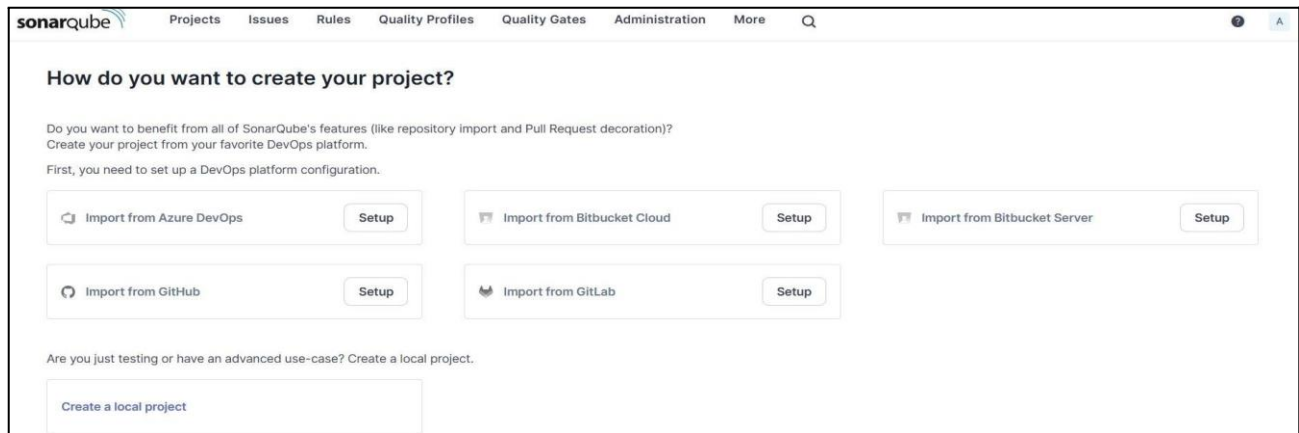 sonarqube Projects Issues Rules Quality Profiles Quality Gates Administration More ? A
How do you want to create your project?
Do you want to benefit from all of SonarQube's features (like repository import and Pull Request decoration)?
Create your project from your favorite DevOps platform.
First, you need to set up a DevOps platform configuration.
Import from Azure DevOps Setup Import from Bitbucket Cloud Setup Import from Bitbucket Server Setup
Import from GitHub Setup Import from GitLab Setup
Are you just testing or have an advanced use-case? Create a local project.
Create a local project